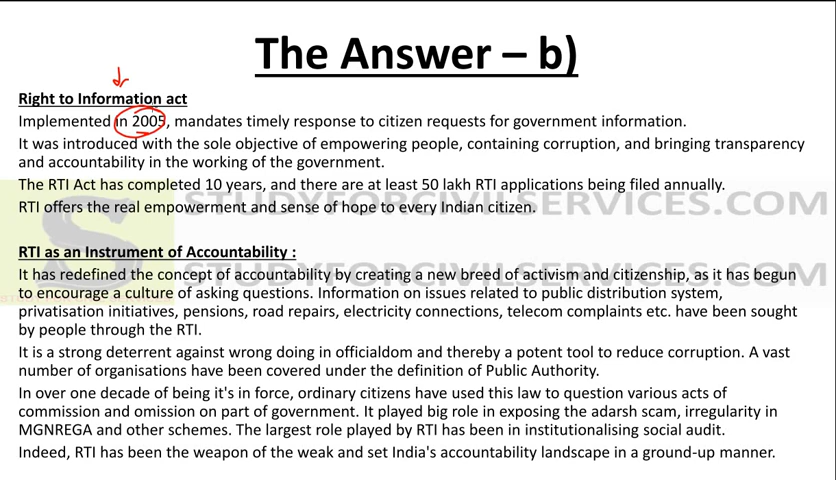 The Answer – b)
Right to Information act
Implemented in 2005, mandates timely response to citizen requests for government information.
It was introduced with the sole objective of empowering people, containing corruption, and bringing transparency
and accountability in the working of the government.
The RTI Act has completed 10 years, and there are at least 50 lakh RTI applications being filed annually.
STUDYFORCIVILSERVICES.COM
RTI offers the real empowerment and sense of hope to every Indian citizen.
RTI as an Instrument of Accountability :
It has redefined the concept of accountability by creating a new breed of activism and citizenship, as it has begun
STUDYFORCIVILSERVICES.COM
to encourage a culture of asking questions. Information on issues related to public distribution system,
privatisation initiatives, pensions, road repairs, electricity connections, telecom complaints etc. have been sought
by people through the RTI.
It is a strong deterrent against wrong doing in officialdom and thereby a potent tool to reduce corruption. A vast
number of organisations have been covered under the definition of Public Authority.
In over one decade of being it's in force, ordinary citizens have used this law to question various acts of
commission and omission on part of government. It played big role in exposing the adarsh scam, irregularity in
MGNREGA and other schemes. The largest role played by RTI has been in institutionalising social audit.
Indeed, RTI has been the weapon of the weak and set India's accountability landscape in a ground-up manner.